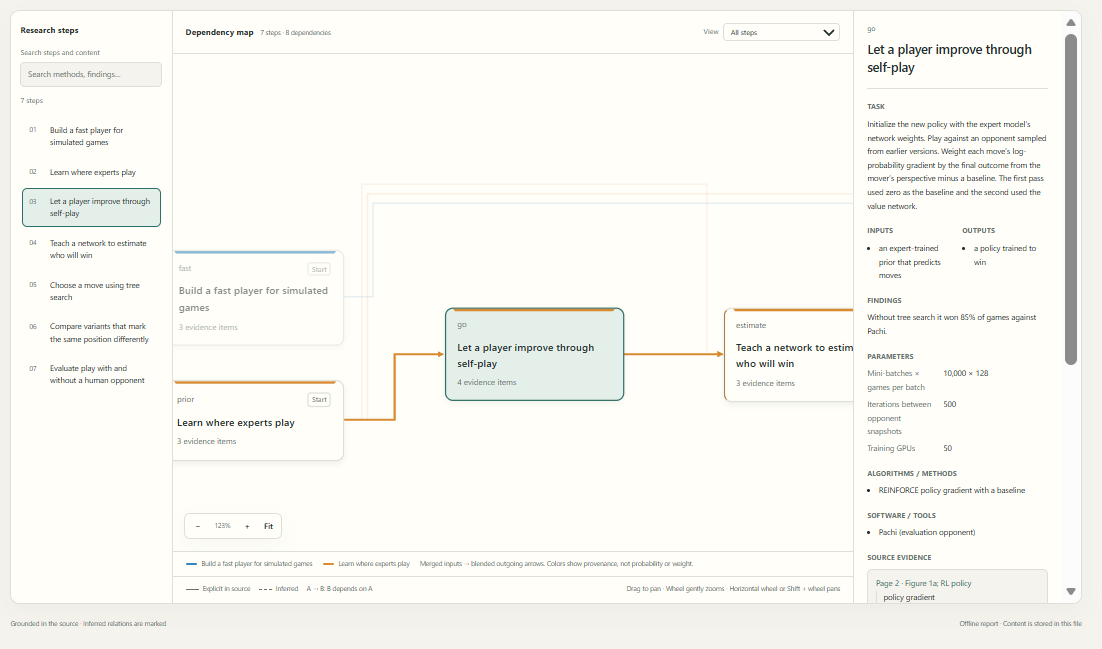 Research steps
Search steps and content
Search methods, findings...
7 steps
01 Build a fast player for
simulated games
02 Learn where experts play
03 Let a player improve through
self-play
04 Teach a network to estimate
who will win
05 Choose a move using tree
search
06 Compare variants that mark
the same position differently
07 Evaluate play with and
without a human opponent
Dependency map 7 steps · 8 dependencies
View All steps
fast Start
Build a fast player for simulated
games
3 evidence items
prior Start
Learn where experts play
3 evidence items
go
Let a player improve through
self-play
4 evidence items
estimate
Teach a network to estim
who will win
3 evidence items
− 123% + Fit
Build a fast player for simulated games Learn where experts play Merged inputs → blended outgoing arrows. Colors show provenance, not probability or weight.
Explicit in source Inferred A → B: B depends on A Drag to pan · Wheel gently zooms · Horizontal wheel or Shift + wheel pans
go
Let a player improve through
self-play
TASK
Initialize the new policy with the expert model's
network weights. Play against an opponent sampled
from earlier versions. Weight each move's log-
probability gradient by the final outcome from the
mover's perspective minus a baseline. The first pass
used zero as the baseline and the second used the
value network.
INPUTS OUTPUTS
• an expert-trained • a policy trained to
prior that predicts win
moves
FINDINGS
Without tree search it won 85% of games against
Pachi.
PARAMETERS
Mini-batches × 10,000 × 128
games per batch
Iterations between 500
opponent
snapshots
Training GPUs 50
ALGORITHMS / METHODS
• REINFORCE policy gradient with a baseline
SOFTWARE / TOOLS
• Pachi (evaluation opponent)
SOURCE EVIDENCE
Page 2 · Figure 1a; RL policy
policy gradient
Grounded in the source · Inferred relations are marked Offline report · Content is stored in this file